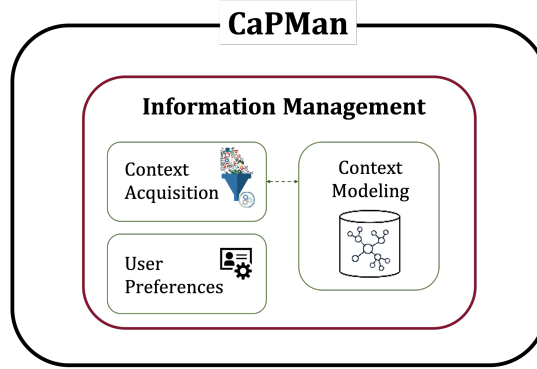 CaPMan
Information Management
Context
Acquisition
Context
Modeling
User
Preferences